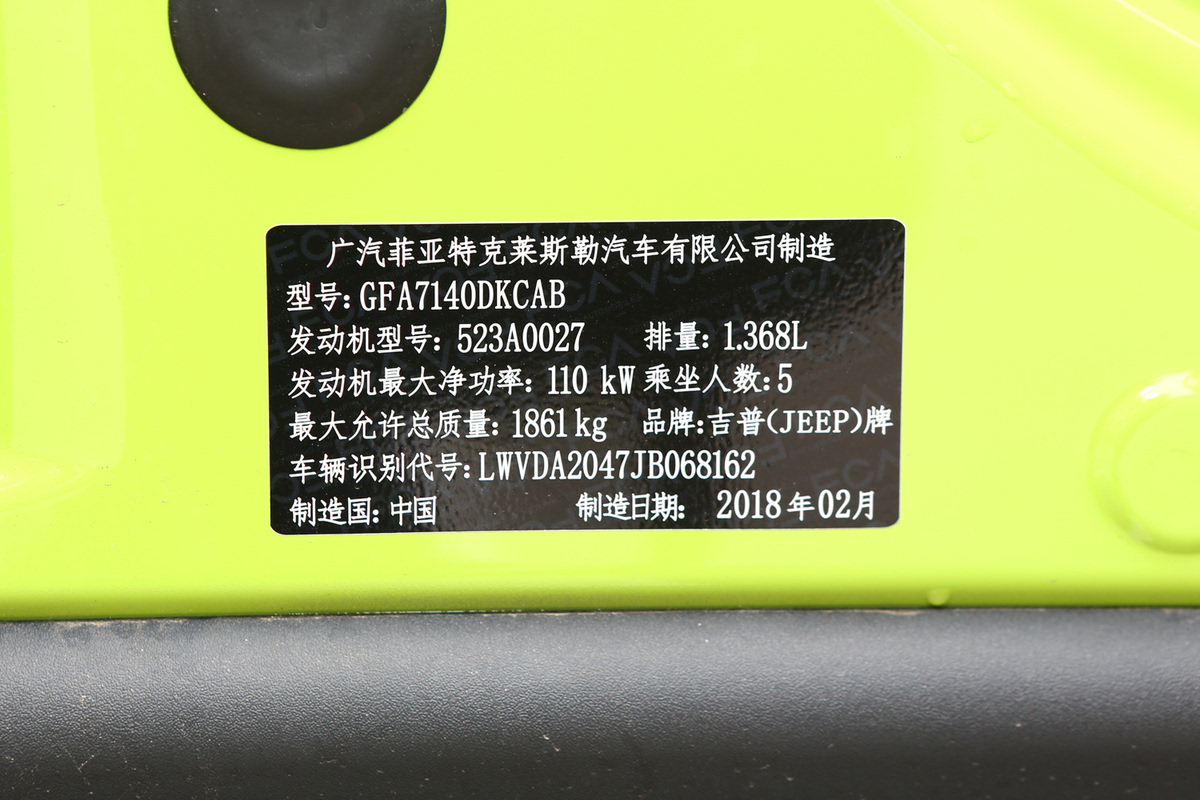 广汽菲亚特克莱斯勒汽车有限公司制造
型号: GFA7140DKCAB
发动机型号: 523A0027 排量: 1.368L
发动机最大净功率: 110 kW 乘坐人数: 5
最大允许总质量: 1861 kg 品牌: 吉普(JEEP)牌
车辆识别代号: LWVDA2047JB068162
制造国: 中国 制造日期: 2018年02月